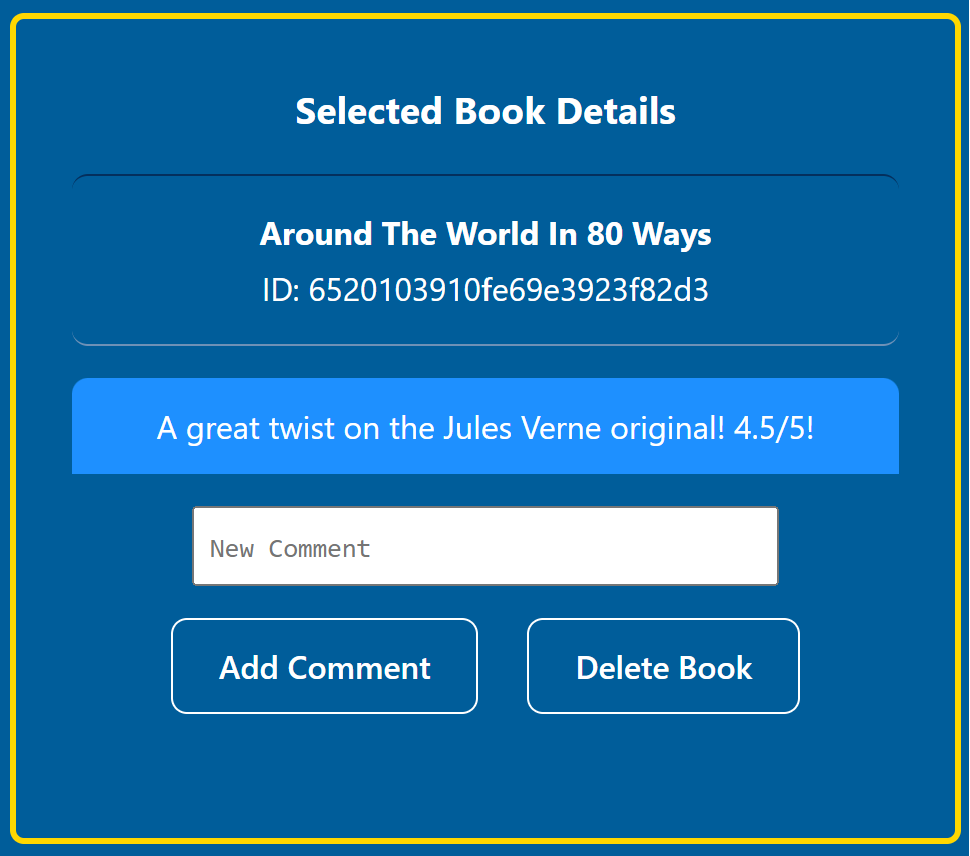 Selected Book Details
Around The World In 80 Ways
ID: 6520103910fe69e3923f82d3
A great twist on the Jules Verne original! 4.5/5!
New Comment
Add Comment
Delete Book